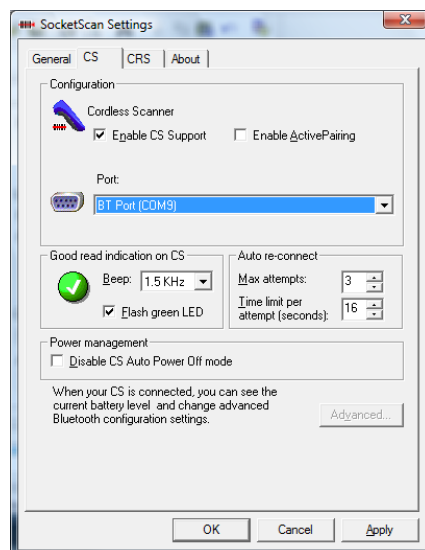 SocketScan Settings
General CS CRS About
Configuration
Cordless Scanner
Enable CS Support Enable ActivePairing
Port:
BT Port (COM9)
Good read indication on CS Auto re-connect
Beep: 1.5 KHz Max attempts: 3
Flash green LED Time limit per
attempt (seconds): 16
Power management
Disable CS Auto Power Off mode
When your CS is connected, you can see the
current battery level and change advanced
Bluetooth configuration settings.
Advanced...
OK Cancel Apply